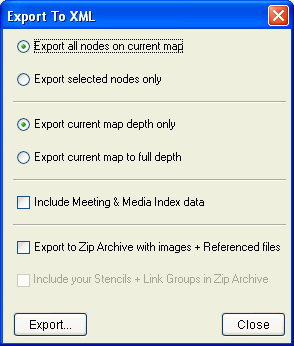 Export To XML
Export all nodes on current map
Export selected nodes only
Export current map depth only
Export current map to full depth
Include Meeting & Media Index data
Export to Zip Archive with images + Referenced files
Include your Stencils + Link Groups in Zip Archive
Export... Close